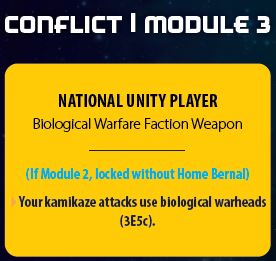 CONFLICT | MODULE 3
NATIONAL UNITY PLAYER
Biological Warfare Faction Weapon
(If Module 2, locked without Home Bernal)
Your kamikaze attacks use biological warheads
(3E5c).